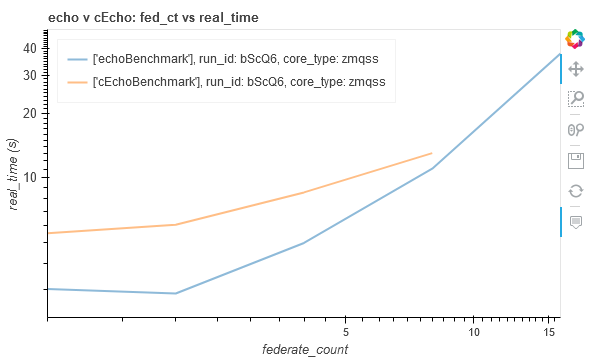 echo v cEcho: fed_ct vs real_time
['echoBenchmark'], run_id: bScQ6, core_type: zmqss
['cEchoBenchmark'], run_id: bScQ6, core_type: zmqss
40
30
20
10
real_time (s)
5
10
15
federate_count